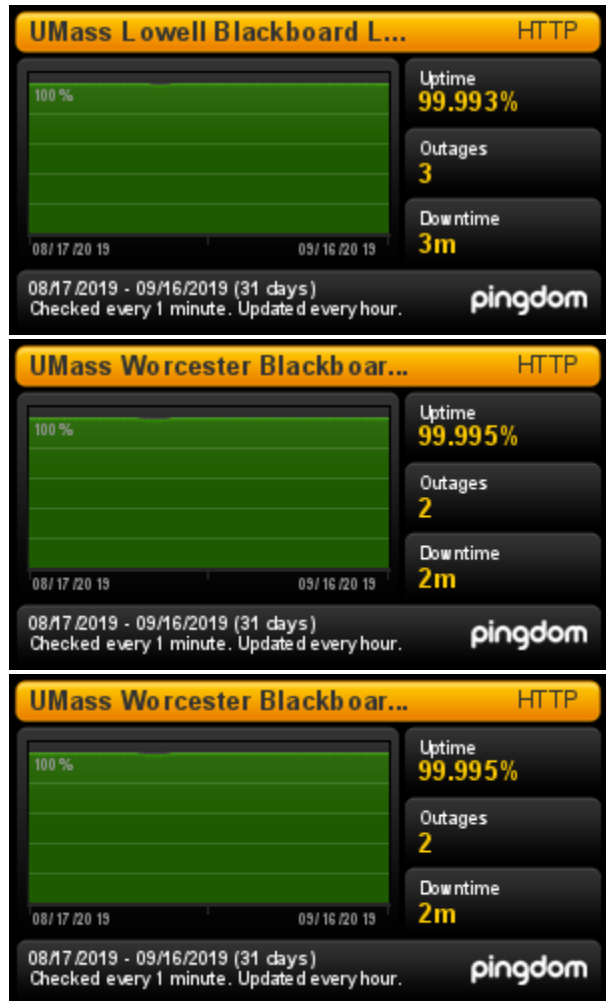 UMass Lowell Blackboard L... HTTP
100%
Uptime
99.993%
Outages
3
Downtime
3m
08/17/2019 09/16/2019
08/17/2019 - 09/16/2019 (31 days)
Checked every 1 minute. Updated every hour.
pingdom
UMass Worcester Blackboar... HTTP
100%
Uptime
99.995%
Outages
2
Downtime
2m
08/17/2019 09/16/2019
08/17/2019 - 09/16/2019 (31 days)
Checked every 1 minute. Updated every hour.
pingdom
UMass Worcester Blackboar... HTTP
100%
Uptime
99.995%
Outages
2
Downtime
2m
08/17/2019 09/16/2019
08/17/2019 - 09/16/2019 (31 days)
Checked every 1 minute. Updated every hour.
pingdom